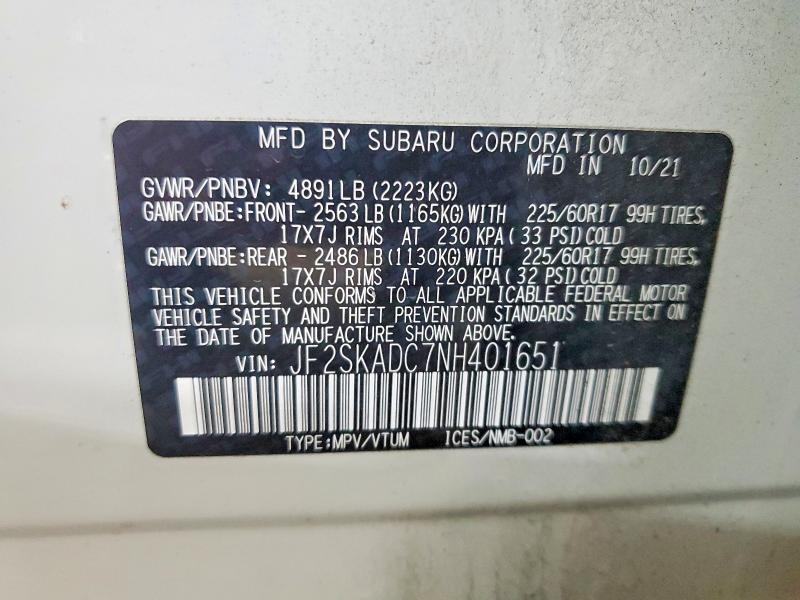 MFD BY SUBARU CORPORATION
MFD IN 10/21
GVWR/PNBV: 4891LB (2223KG)
GAWR/PNBE:FRONT- 2563LB (1165KG) WITH 225/60R17 99H TIRES,
17X7J RIMS AT 230 KPA( 33 PSI) COLD
GAWR/PNBE:REAR - 2486LB (1130KG) WITH 225/60R17 99H TIRES,
17X7J RIMS AT 220 KPA( 32 PSI) COLD
THIS VEHICLE CONFORMS TO ALL APPLICABLE FEDERAL MOTOR
VEHICLE SAFETY AND THEFT PREVENTION STANDARDS IN EFFECT ON
THE DATE OF MANUFACTURE SHOWN ABOVE.
VIN: JF2SKADC7NH401651
TYPE:MPV/VTUM ICES/NMB-002